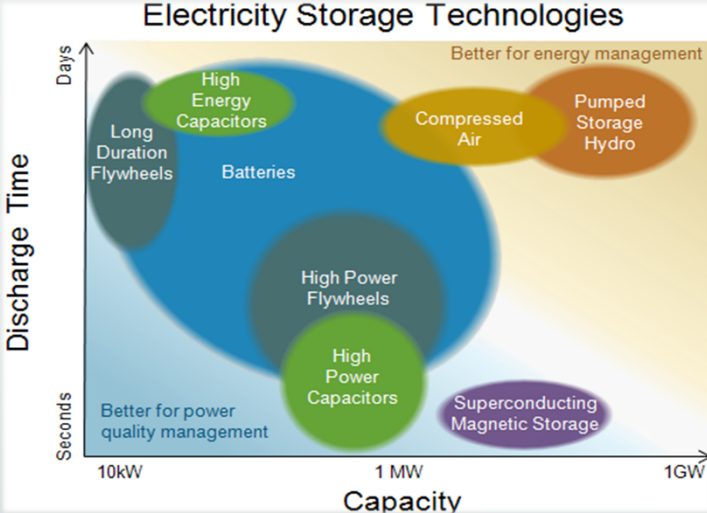 Electricity Storage Technologies
Days
Better for energy management
High
Energy
Capacitors
Long
Duration
Flywheels
Batteries
Compressed
Air
Pumped
Storage
Hydro
Discharge Time
High Power
Flywheels
High
Power
Capacitors
Superconducting
Magnetic Storage
Better for power
quality management
Seconds
10kW
1 MW
1GW
Capacity